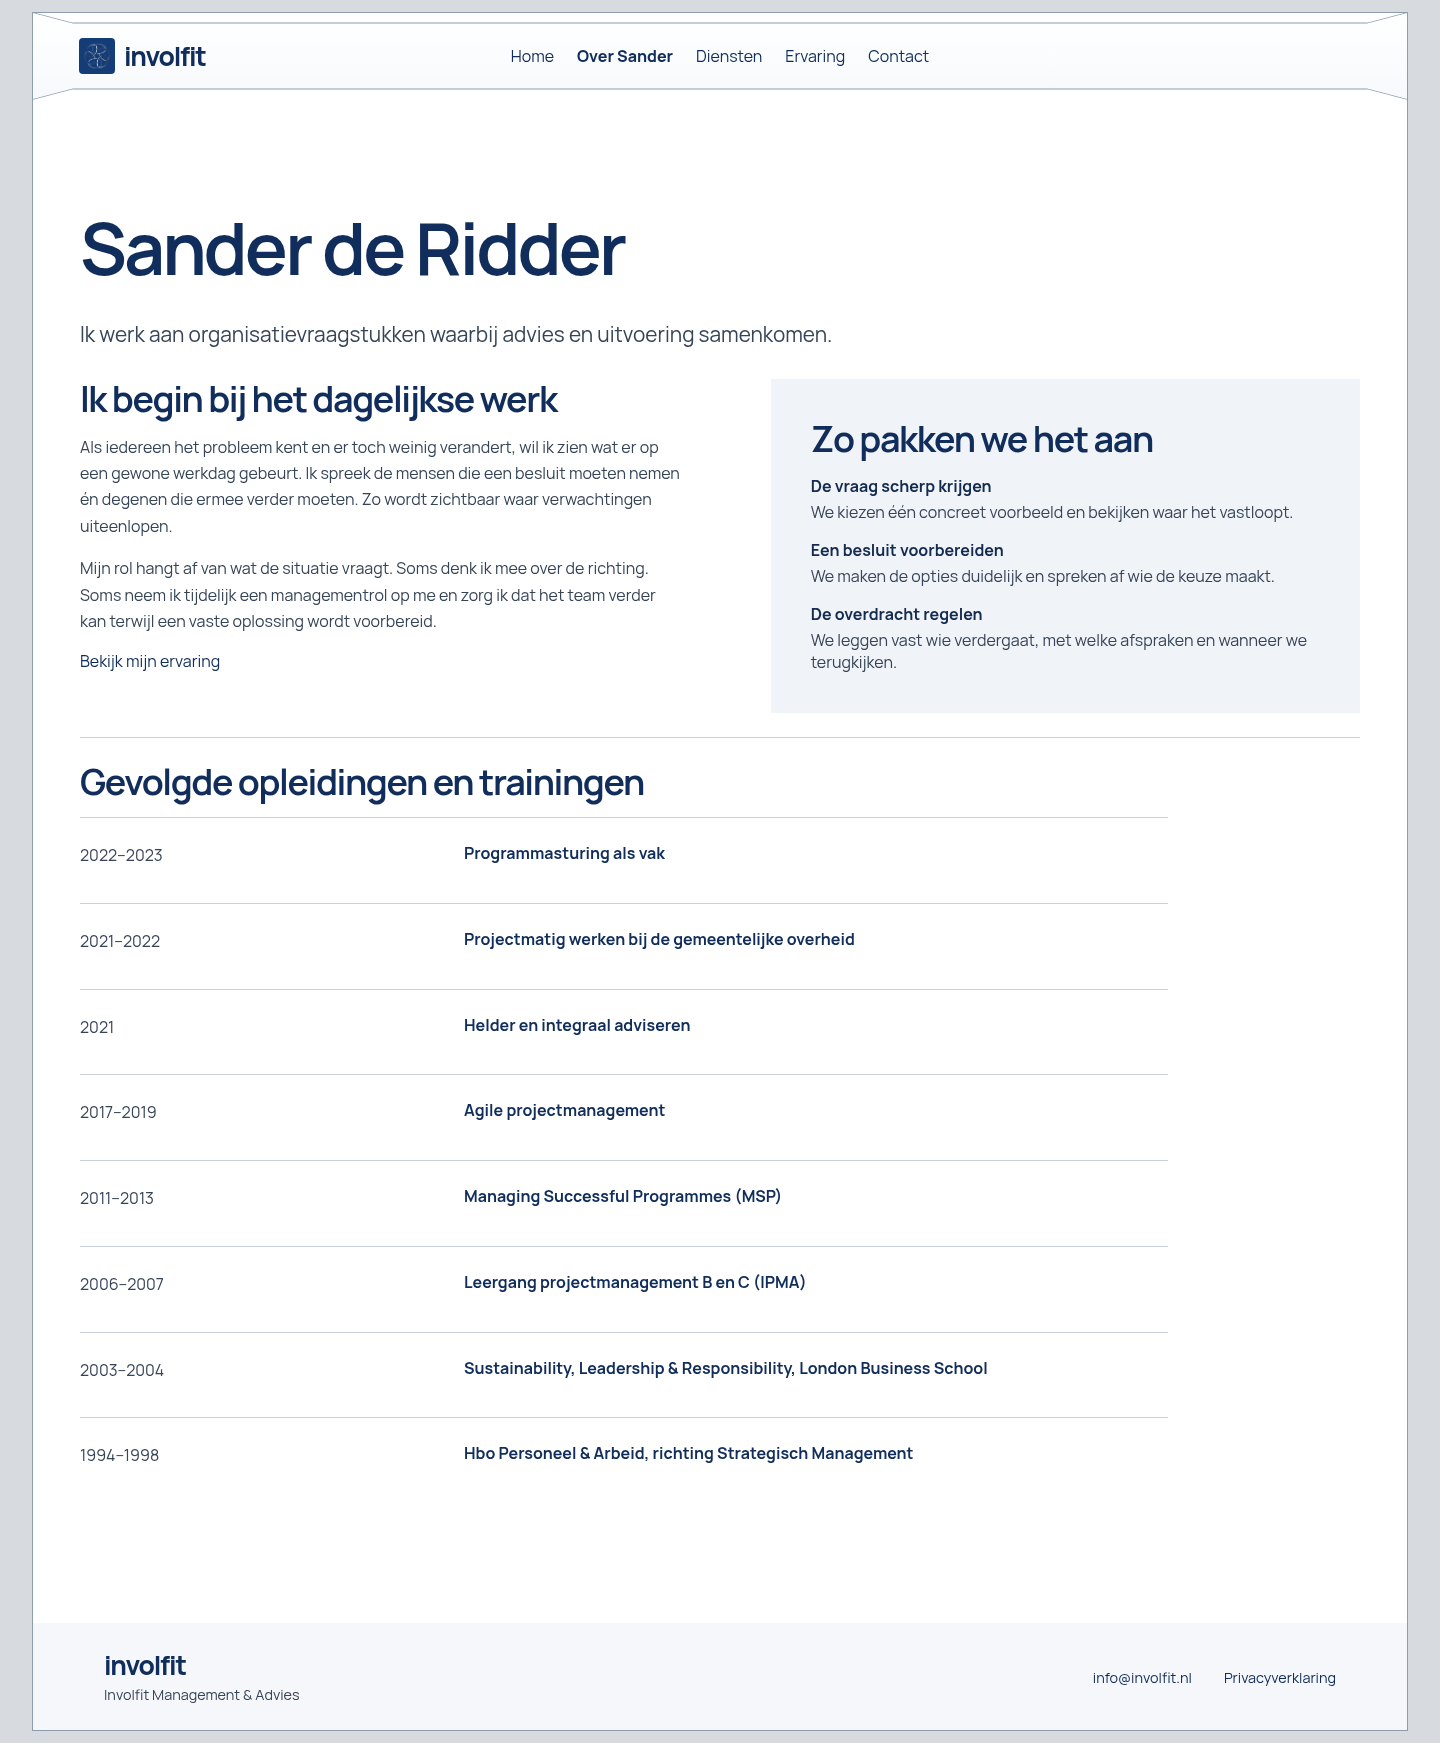 involfit
Home Over Sander Diensten Ervaring Contact
Sander de Ridder
Ik werk aan organisatievraagstukken waarbij advies en uitvoering samenkomen.
Ik begin bij het dagelijkse werk
Als iedereen het probleem kent en er toch weinig verandert, wil ik zien wat er op
een gewone werkdag gebeurt. Ik spreek de mensen die een besluit moeten nemen
én degenen die ermee verder moeten. Zo wordt zichtbaar waar verwachtingen
uiteenlopen.
Mijn rol hangt af van wat de situatie vraagt. Soms denk ik mee over de richting.
Soms neem ik tijdelijk een managementrol op me en zorg ik dat het team verder
kan terwijl een vaste oplossing wordt voorbereid.
Bekijk mijn ervaring
Zo pakken we het aan
De vraag scherp krijgen
We kiezen één concreet voorbeeld en bekijken waar het vastloopt.
Een besluit voorbereiden
We maken de opties duidelijk en spreken af wie de keuze maakt.
De overdracht regelen
We leggen vast wie verdergaat, met welke afspraken en wanneer we
terugkijken.
Gevolgde opleidingen en trainingen
2022–2023 Programmasturing als vak
2021–2022 Projectmatig werken bij de gemeentelijke overheid
2021 Helder en integraal adviseren
2017–2019 Agile projectmanagement
2011–2013 Managing Successful Programmes (MSP)
2006–2007 Leergang projectmanagement B en C (IPMA)
2003–2004 Sustainability, Leadership & Responsibility, London Business School
1994–1998 Hbo Personeel & Arbeid, richting Strategisch Management
involfit
Involfit Management & Advies
info@involfit.nl Privacyverklaring